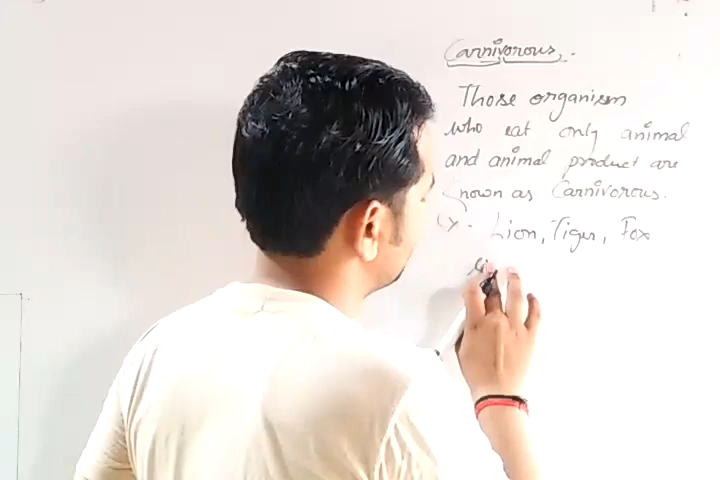 Carnivorous.
Those organism
who eat only animal
and animal product are
known as Carnivorous.
Ex. Lion, Tiger, Fox